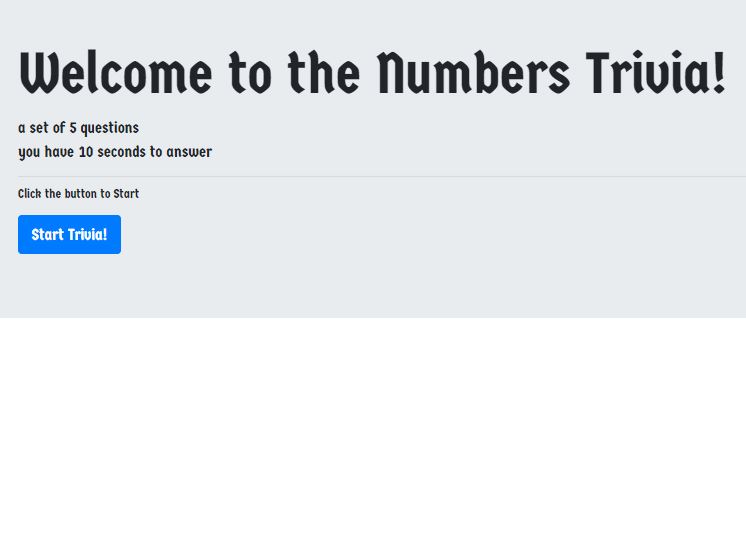 Welcome to the Numbers Trivia!
a set of 5 questions
you have 10 seconds to answer
Click the button to Start
Start Trivia!